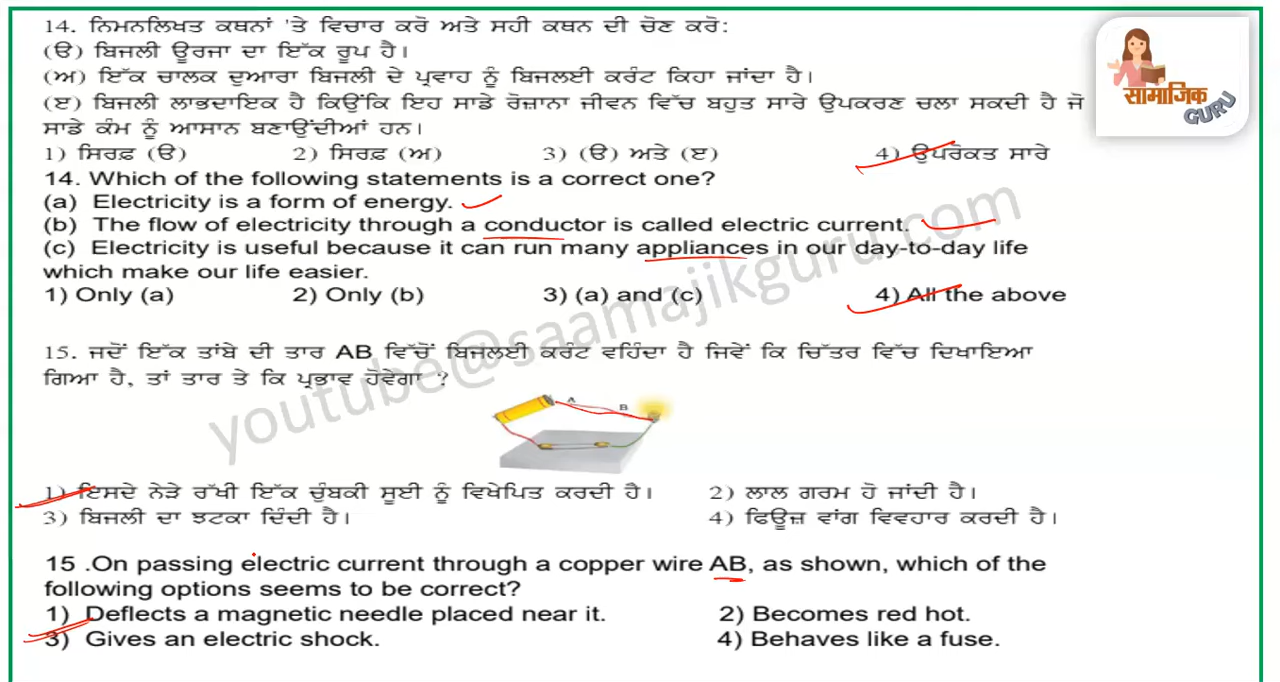 14. ਨਿਮਨਲਿਖਤ ਕਥਨਾਂ 'ਤੇ ਵਿਚਾਰ ਕਰੋ ਅਤੇ ਸਹੀ ਕਥਨ ਦੀ ਚੋਣ ਕਰੋ:
(ੳ) ਬਿਜਲੀ ਊਰਜਾ ਦਾ ਇੱਕ ਰੂਪ ਹੈ।
(ਅ) ਇੱਕ ਚਾਲਕ ਦੁਆਰਾ ਬਿਜਲੀ ਦੇ ਪ੍ਰਵਾਹ ਨੂੰ ਬਿਜਲਈ ਕਰੰਟ ਕਿਹਾ ਜਾਂਦਾ ਹੈ।
(ੲ) ਬਿਜਲੀ ਲਾਭਦਾਇਕ ਹੈ ਕਿਉਂਕਿ ਇਹ ਸਾਡੇ ਰੋਜ਼ਾਨਾ ਜੀਵਨ ਵਿੱਚ ਬਹੁਤ ਸਾਰੇ ਉਪਕਰਣ ਚਲਾ ਸਕਦੀ ਹੈ ਜੋ
ਸਾਡੇ ਕੰਮ ਨੂੰ ਆਸਾਨ ਬਣਾਉਂਦੀਆਂ ਹਨ।
1) ਸਿਰਫ਼ (ੳ) 2) ਸਿਰਫ਼ (ਅ) 3) (ੳ) ਅਤੇ (ੲ) 4) ਉਪਰੋਕਤ ਸਾਰੇ
सामाजिक
GURU
14. Which of the following statements is a correct one?
(a) Electricity is a form of energy.
(b) The flow of electricity through a conductor is called electric current.
(c) Electricity is useful because it can run many appliances in our day-to-day life
which make our life easier.
1) Only (a) 2) Only (b) 3) (a) and (c) 4) All the above
youtube@saamajikguru.com
15. ਜਦੋਂ ਇੱਕ ਤਾਂਬੇ ਦੀ ਤਾਰ AB ਵਿੱਚੋਂ ਬਿਜਲਈ ਕਰੰਟ ਵਹਿੰਦਾ ਹੈ ਜਿਵੇਂ ਕਿ ਚਿੱਤਰ ਵਿੱਚ ਦਿਖਾਇਆ
ਗਿਆ ਹੈ, ਤਾਂ ਤਾਰ ਤੇ ਕਿ ਪ੍ਰਭਾਵ ਹੋਵੇਗਾ ?
A B
1) ਇਸਦੇ ਨੇੜੇ ਰੱਖੀ ਇੱਕ ਚੁੰਬਕੀ ਸੂਈ ਨੂੰ ਵਿਖੇਪਿਤ ਕਰਦੀ ਹੈ। 2) ਲਾਲ ਗਰਮ ਹੋ ਜਾਂਦੀ ਹੈ।
3) ਬਿਜਲੀ ਦਾ ਝਟਕਾ ਦਿੰਦੀ ਹੈ। 4) ਫਿਊਜ਼ ਵਾਂਗ ਵਿਵਹਾਰ ਕਰਦੀ ਹੈ।
15 .On passing electric current through a copper wire AB, as shown, which of the
following options seems to be correct?
1) Deflects a magnetic needle placed near it. 2) Becomes red hot.
3) Gives an electric shock. 4) Behaves like a fuse.